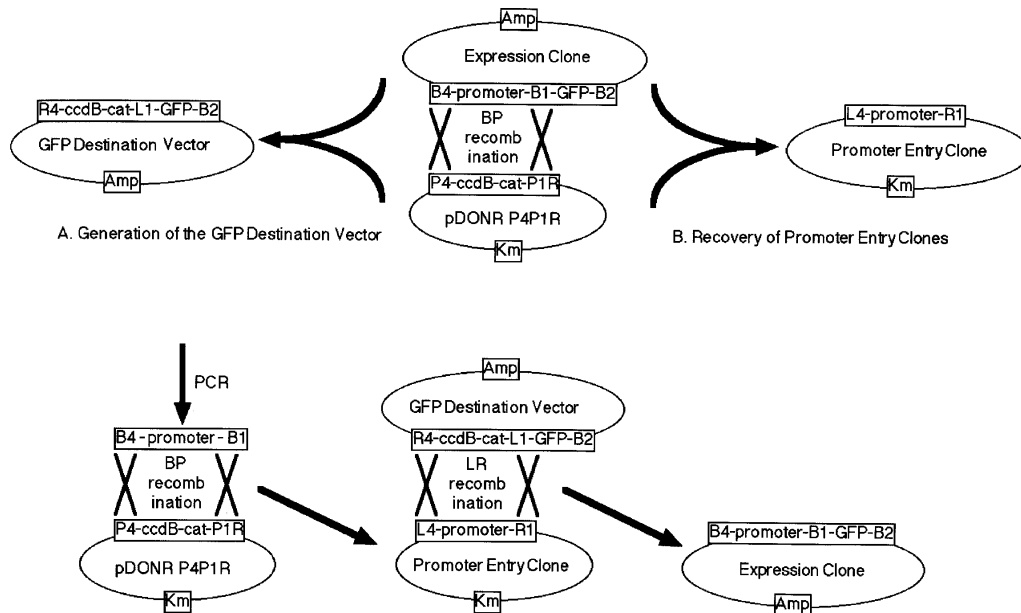 Amp
Expression Clone
B4-promoter-B1-GFP-B2
BP
recomb
ination
P4-ccdB-cat-P1R
pDONR P4P1R
Km
R4-ccdB-cat-L1-GFP-B2
GFP Destination Vector
Amp
A. Generation of the GFP Destination Vector
L4-promoter-R1
Promoter Entry Clone
Km
B. Recovery of Promoter Entry Clones
PCR
B4-promoter-B1
BP
recomb
ination
P4-ccdB-cat-P1R
pDONR P4P1R
Km
Amp
GFP Destination Vector
R4-ccdB-cat-L1-GFP-B2
LR
recomb
ination
L4-promoter-R1
Promoter Entry Clone
Km
B4-promoter-B1-GFP-B2
Expression Clone
Amp